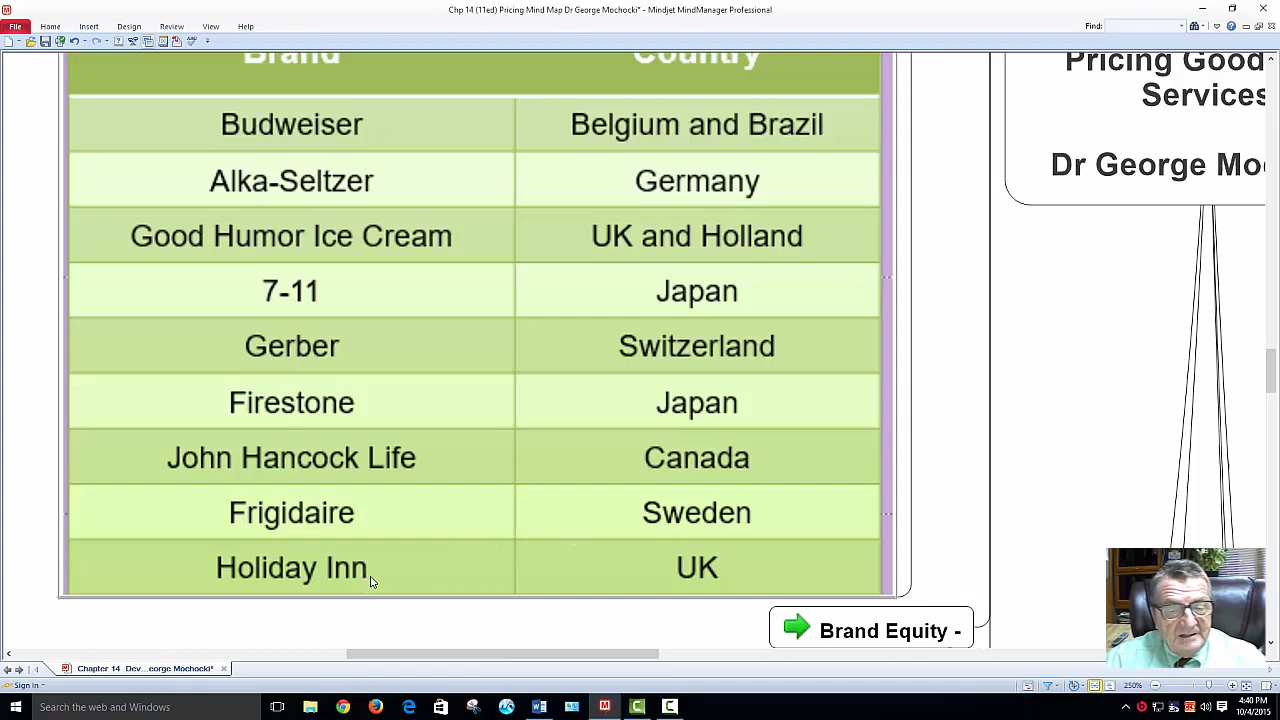 Chp 14 (11ed) Pricing Mind Map Dr George Mochocki* - Mindjet MindManager Professional
File Home Insert Design Review View Help
Find:
Brand Country
Budweiser Belgium and Brazil
Alka-Seltzer Germany
Good Humor Ice Cream UK and Holland
7-11 Japan
Gerber Switzerland
Firestone Japan
John Hancock Life Canada
Frigidaire Sweden
Holiday Inn UK
Pricing Good
Services
Dr George Mo
Brand Equity -
Chapter 14 Dev...eorge Mochocki*
Sign In
250%
Search the web and Windows
4:40 PM
10/4/2015